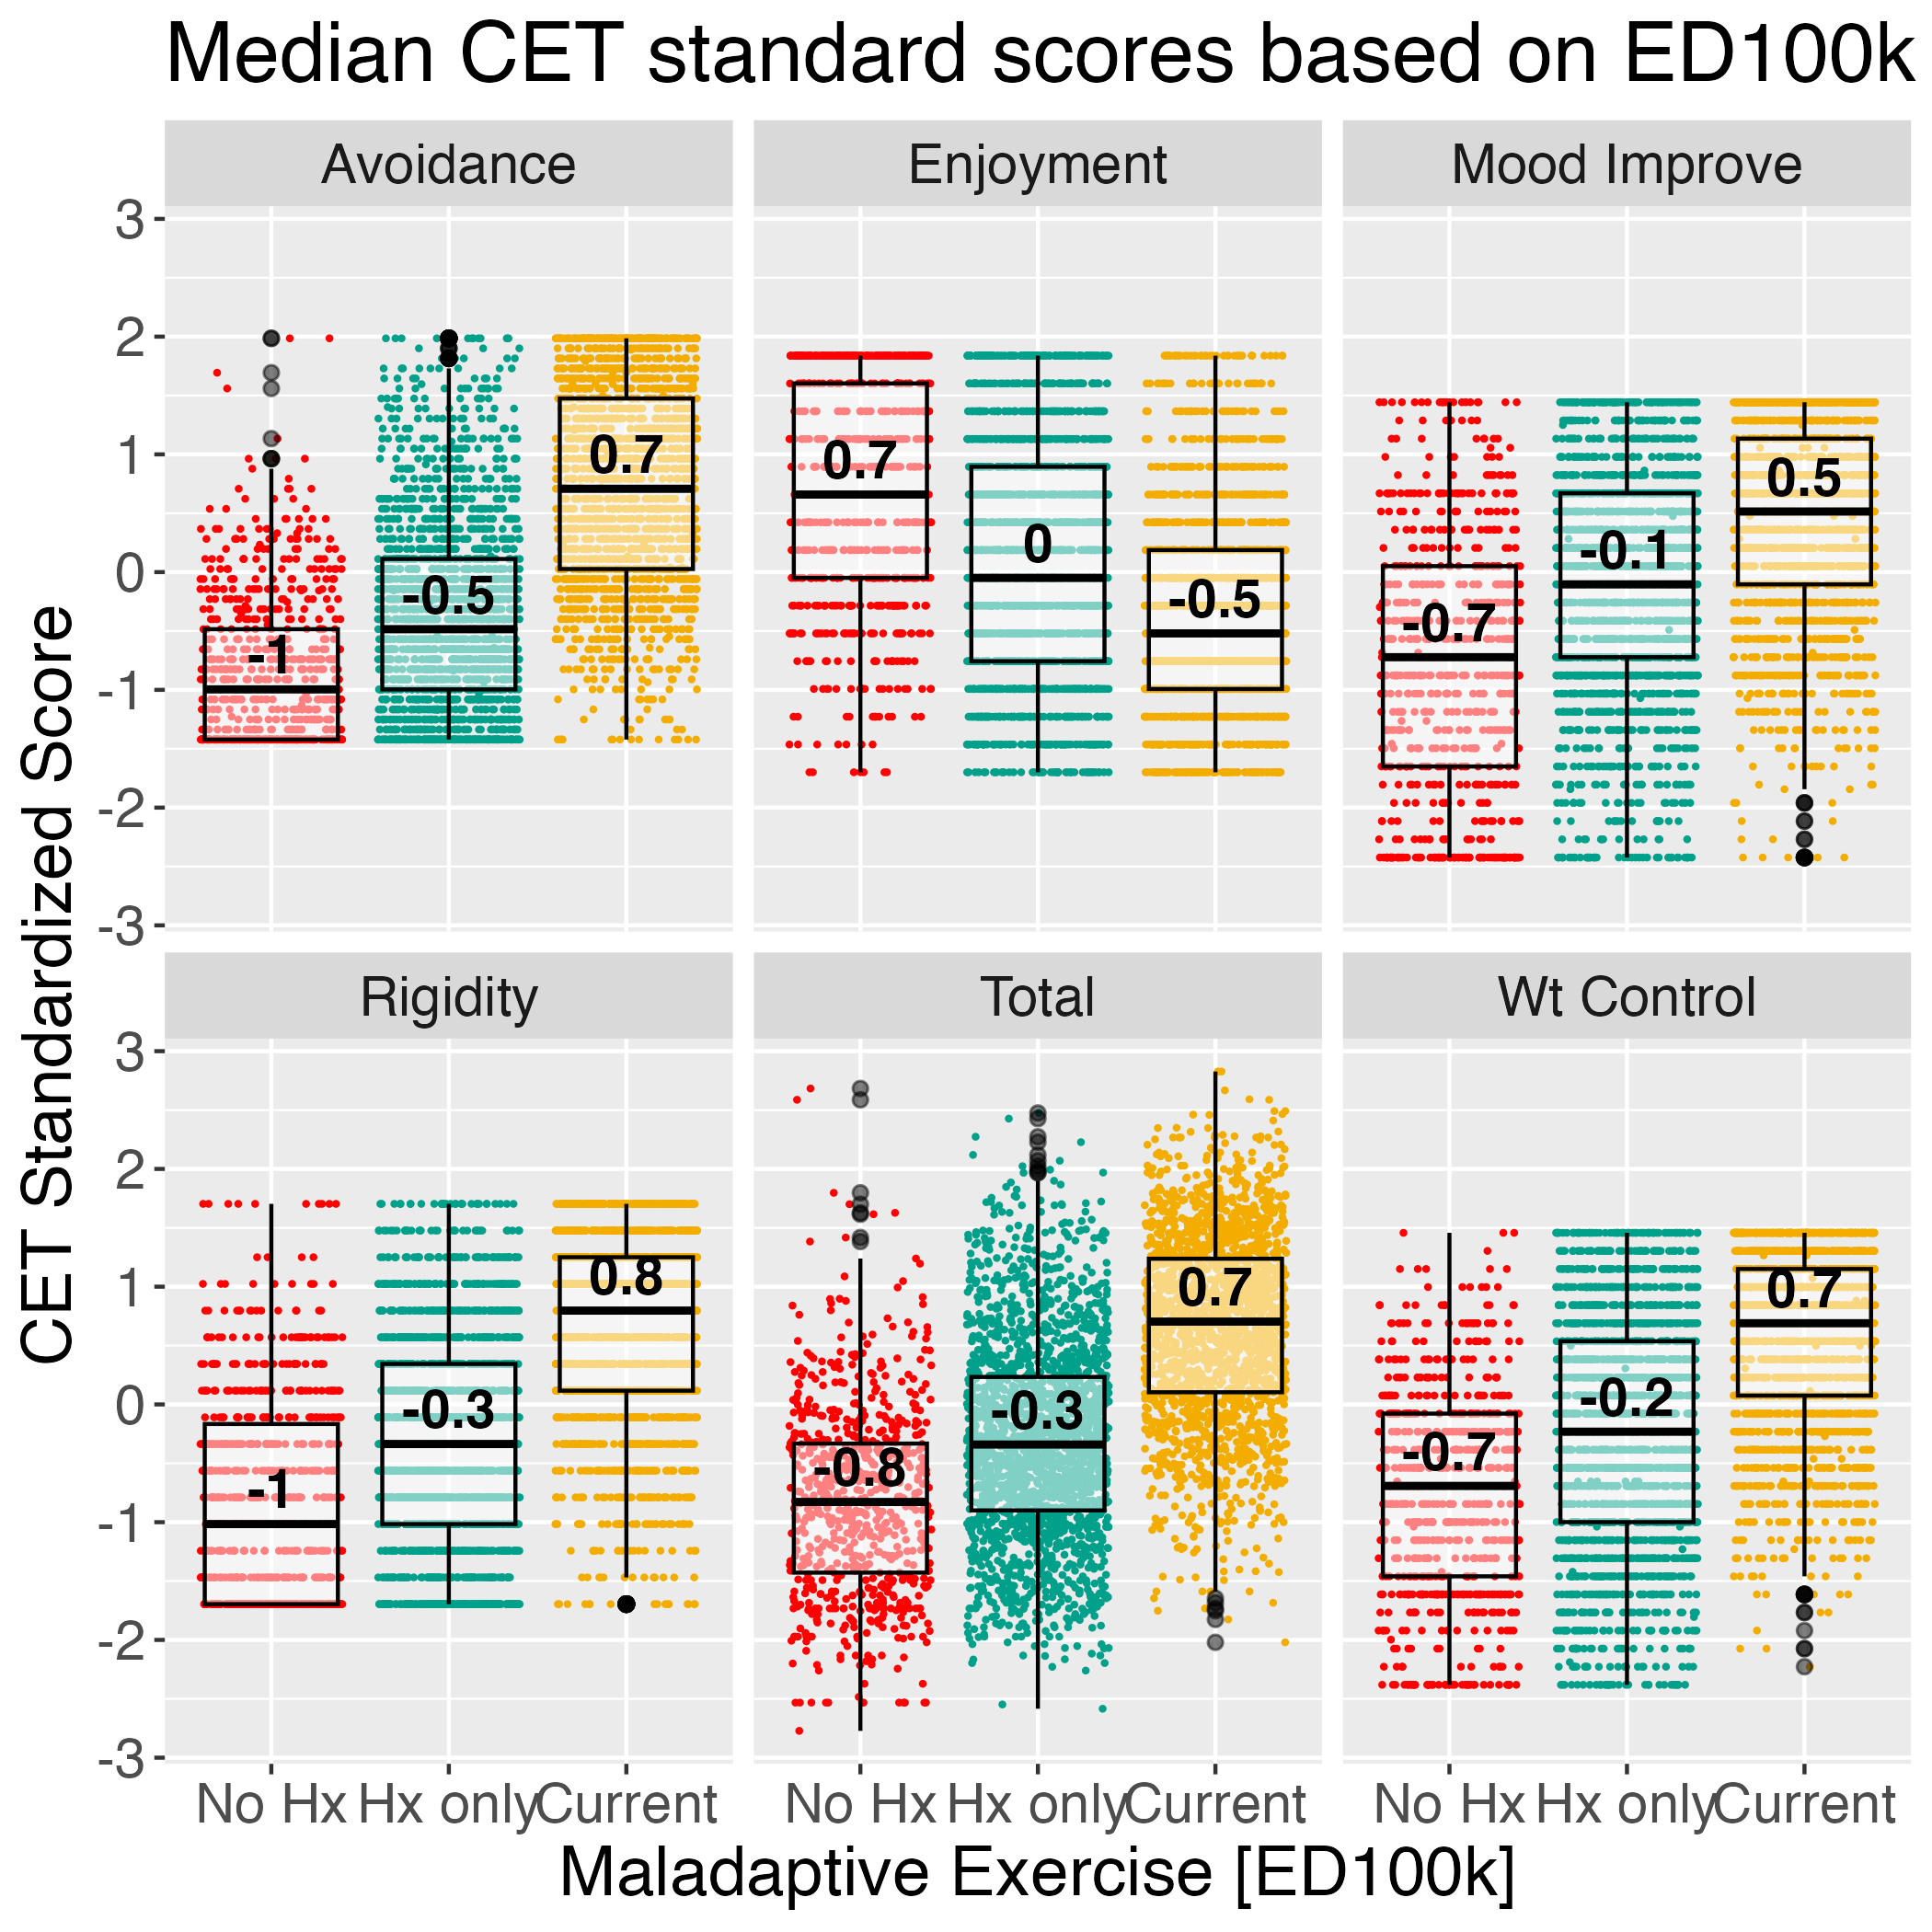 Median CET standard scores based on ED100k
Avoidance Enjoyment Mood Improve
3
2
1
0
-1
-2
-3
-1 -0.5 0.7
0.7 0 -0.5
-0.7 -0.1 0.5
CET Standardized Score
Rigidity Total Wt Control
3
2
1
0
-1
-2
-3
-1 -0.3 0.8
-0.8 -0.3 0.7
-0.7 -0.2 0.7
No Hx Hx only Current No Hx Hx only Current No Hx Hx only Current
Maladaptive Exercise [ED100k]